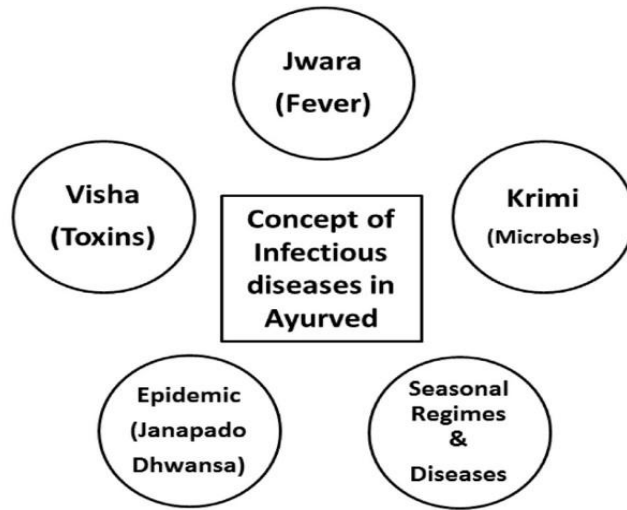 Jwara
(Fever)
Visha
(Toxins)
Krimi
(Microbes)
Concept of
Infectious
diseases in
Ayurved
Epidemic
(Janapado
Dhwansa)
Seasonal
Regimes
&
Diseases